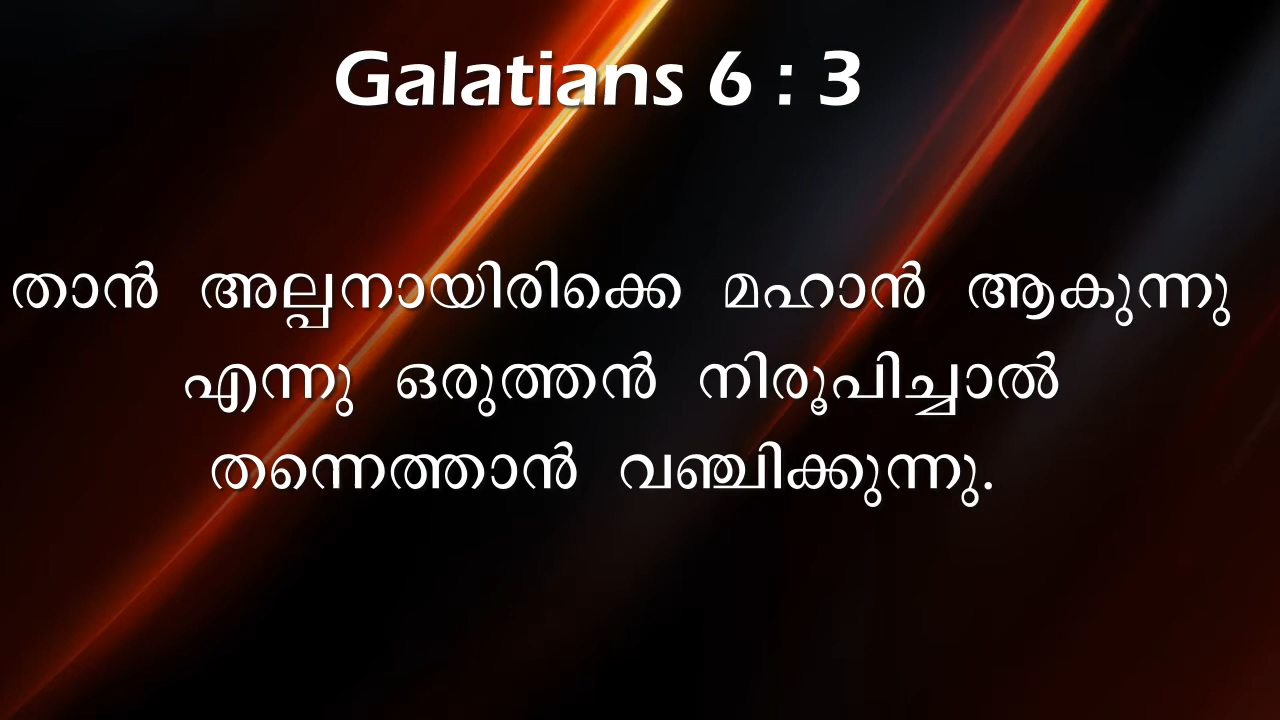 Galatians 6 : 3
താൻ അല്പനായിരിക്കെ മഹാൻ ആകുന്നു
എന്നു ഒരുത്തൻ നിരൂപിച്ചാൽ
തന്നെത്താൻ വഞ്ചിക്കുന്നു.